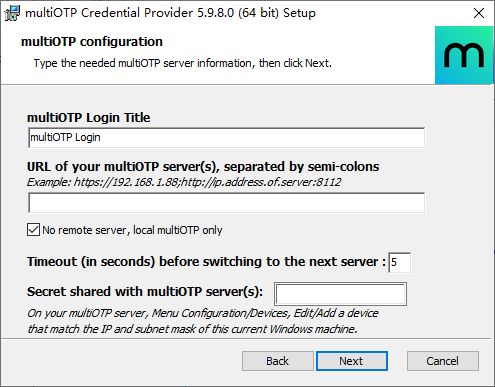 multiOTP Credential Provider 5.9.8.0 (64 bit) Setup
multiOTP configuration
Type the needed multiOTP server information, then click Next.
m
multiOTP Login Title
multiOTP Login
URL of your multiOTP server(s), separated by semi-colons
Example: https://192.168.1.88;http://ip.address.of.server:8112
No remote server, local multiOTP only
Timeout (in seconds) before switching to the next server : 5
Secret shared with multiOTP server(s):
On your multiOTP server, Menu Configuration/Devices, Edit/Add a device
that match the IP and subnet mask of this current Windows machine.
Back Next Cancel